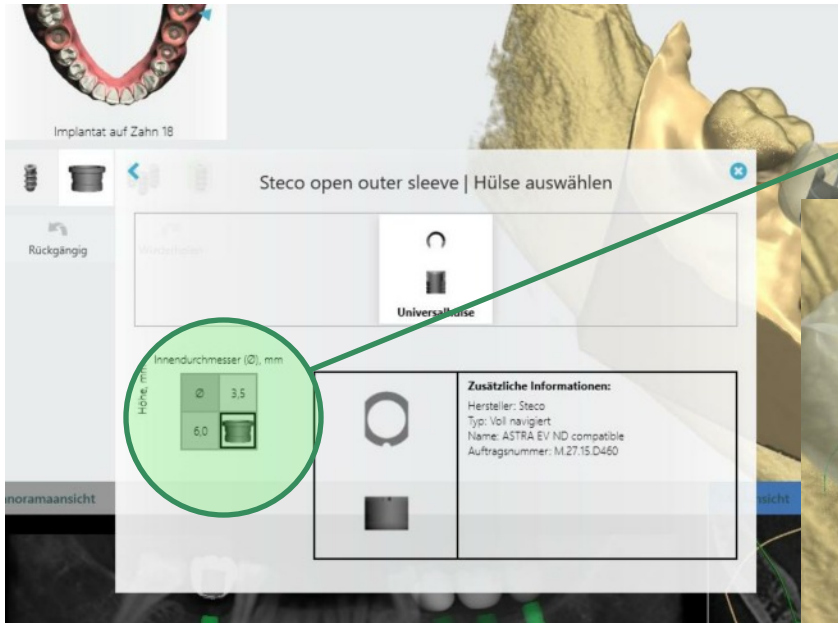 Implantat auf Zahn 18
Steco open outer sleeve | Hülse auswählen
Rückgängig
Universalhülse
Innendurchmesser (Ø), mm
Höhe, mm
Ø 3,5
6,0
Zusätzliche Informationen:
Hersteller: Steco
Typ: Voll navigiert
Name: ASTRA EV ND compatible
Auftragsnummer: M.27.15.D460
noramaansicht
nsicht